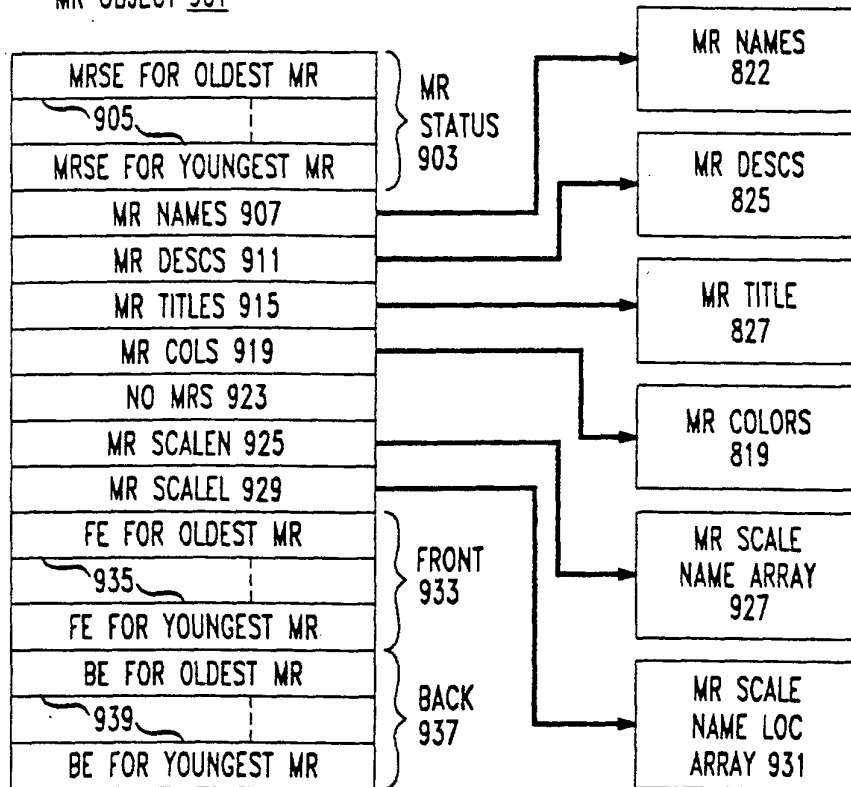 MR OBJECT 901
MRSE FOR OLDEST MR
905
MRSE FOR YOUNGEST MR
MR
STATUS
903
MR NAMES 907
MR DESCS 911
MR TITLES 915
MR COLS 919
NO MRS 923
MR SCALEN 925
MR SCALEL 929
FE FOR OLDEST MR
935
FE FOR YOUNGEST MR
FRONT
933
BE FOR OLDEST MR
939
BE FOR YOUNGEST MR
BACK
937
MR NAMES
822
MR DESCS
825
MR TITLE
827
MR COLORS
819
MR SCALE
NAME ARRAY
927
MR SCALE
NAME LOC
ARRAY 931